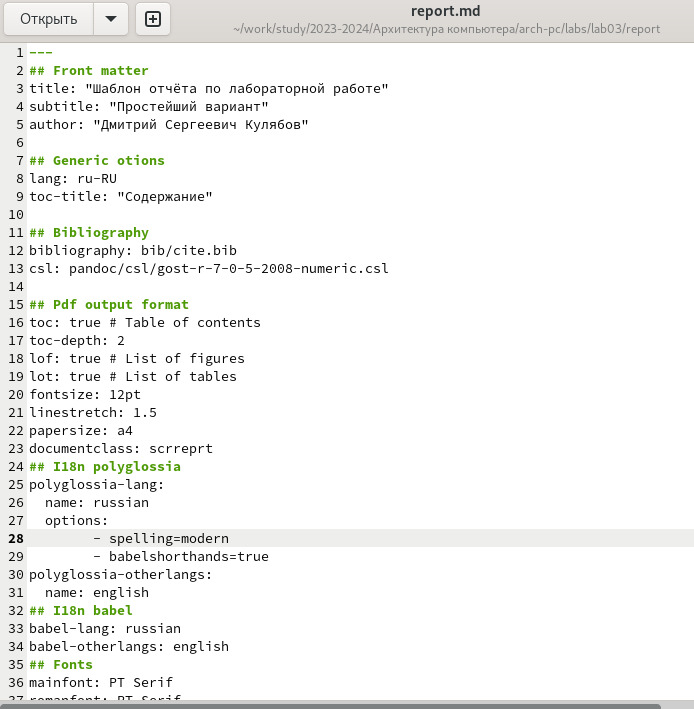 Открыть
report.md
~/work/study/2023-2024/Архитектура компьютера/arch-pc/labs/lab03/report
1 ---
2 ## Front matter
3 title: "Шаблон отчёта по лабораторной работе"
4 subtitle: "Простейший вариант"
5 author: "Дмитрий Сергеевич Кулябов"
6
7 ## Generic otions
8 lang: ru-RU
9 toc-title: "Содержание"
10
11 ## Bibliography
12 bibliography: bib/cite.bib
13 csl: pandoc/csl/gost-r-7-0-5-2008-numeric.csl
14
15 ## Pdf output format
16 toc: true # Table of contents
17 toc-depth: 2
18 lof: true # List of figures
19 lot: true # List of tables
20 fontsize: 12pt
21 linestretch: 1.5
22 papersize: a4
23 documentclass: scrreprt
24 ## I18n polyglossia
25 polyglossia-lang:
26   name: russian
27   options:
28         - spelling=modern
29         - babelshorthands=true
30 polyglossia-otherlangs:
31   name: english
32 ## I18n babel
33 babel-lang: russian
34 babel-otherlangs: english
35 ## Fonts
36 mainfont: PT Serif
37 romanfont: PT Serif